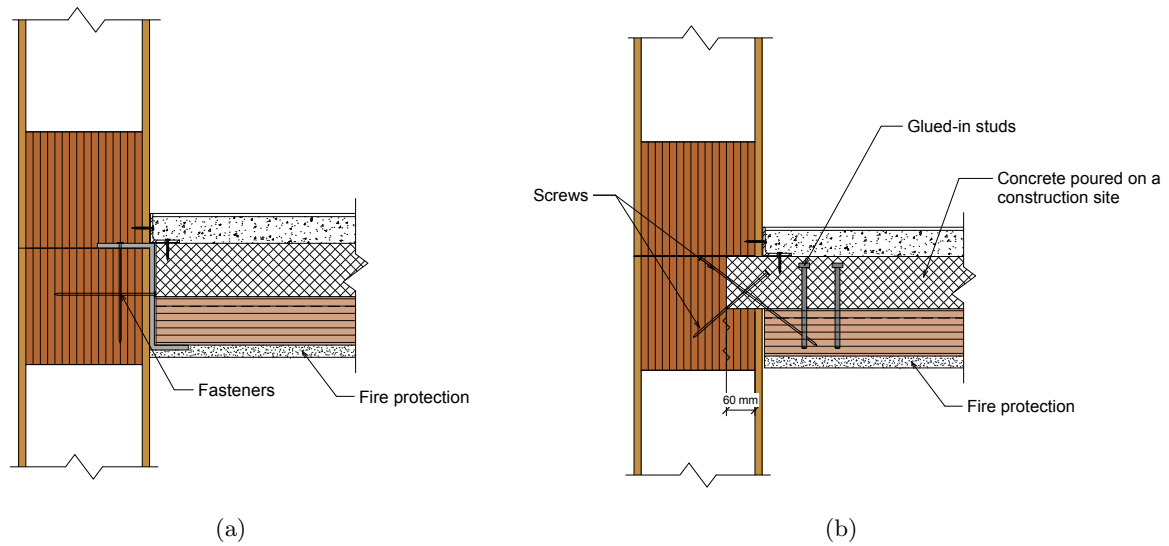 Fasteners
Fire protection
(a)
Glued-in studs
Screws
Concrete poured on a
construction site
60 mm
Fire protection
(b)